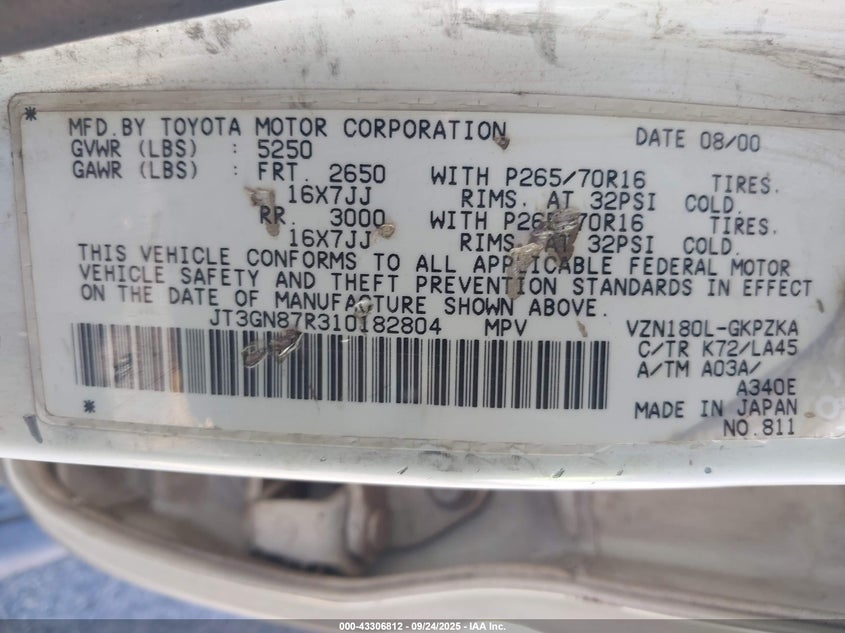 * MFD.BY TOYOTA MOTOR CORPORATION DATE 08/00
GVWR (LBS) : 5250
GAWR (LBS) : FRT. 2650 WITH P265/70R16 TIRES.
16X7JJ RIMS. AT 32PSI COLD.
RR. 3000 WITH P265/70R16 TIRES.
16X7JJ RIMS. AT 32PSI COLD.
THIS VEHICLE CONFORMS TO ALL APPLICABLE FEDERAL MOTOR
VEHICLE SAFETY AND THEFT PREVENTION STANDARDS IN EFFECT
ON THE DATE OF MANUFACTURE SHOWN ABOVE.
JT3GN87R310182804 MPV VZN180L-GKPZKA
C/TR K72/LA45
A/TM A03A/
A340E
* MADE IN JAPAN
NO.811
000-43306812 - 09/24/2025 - IAA Inc.